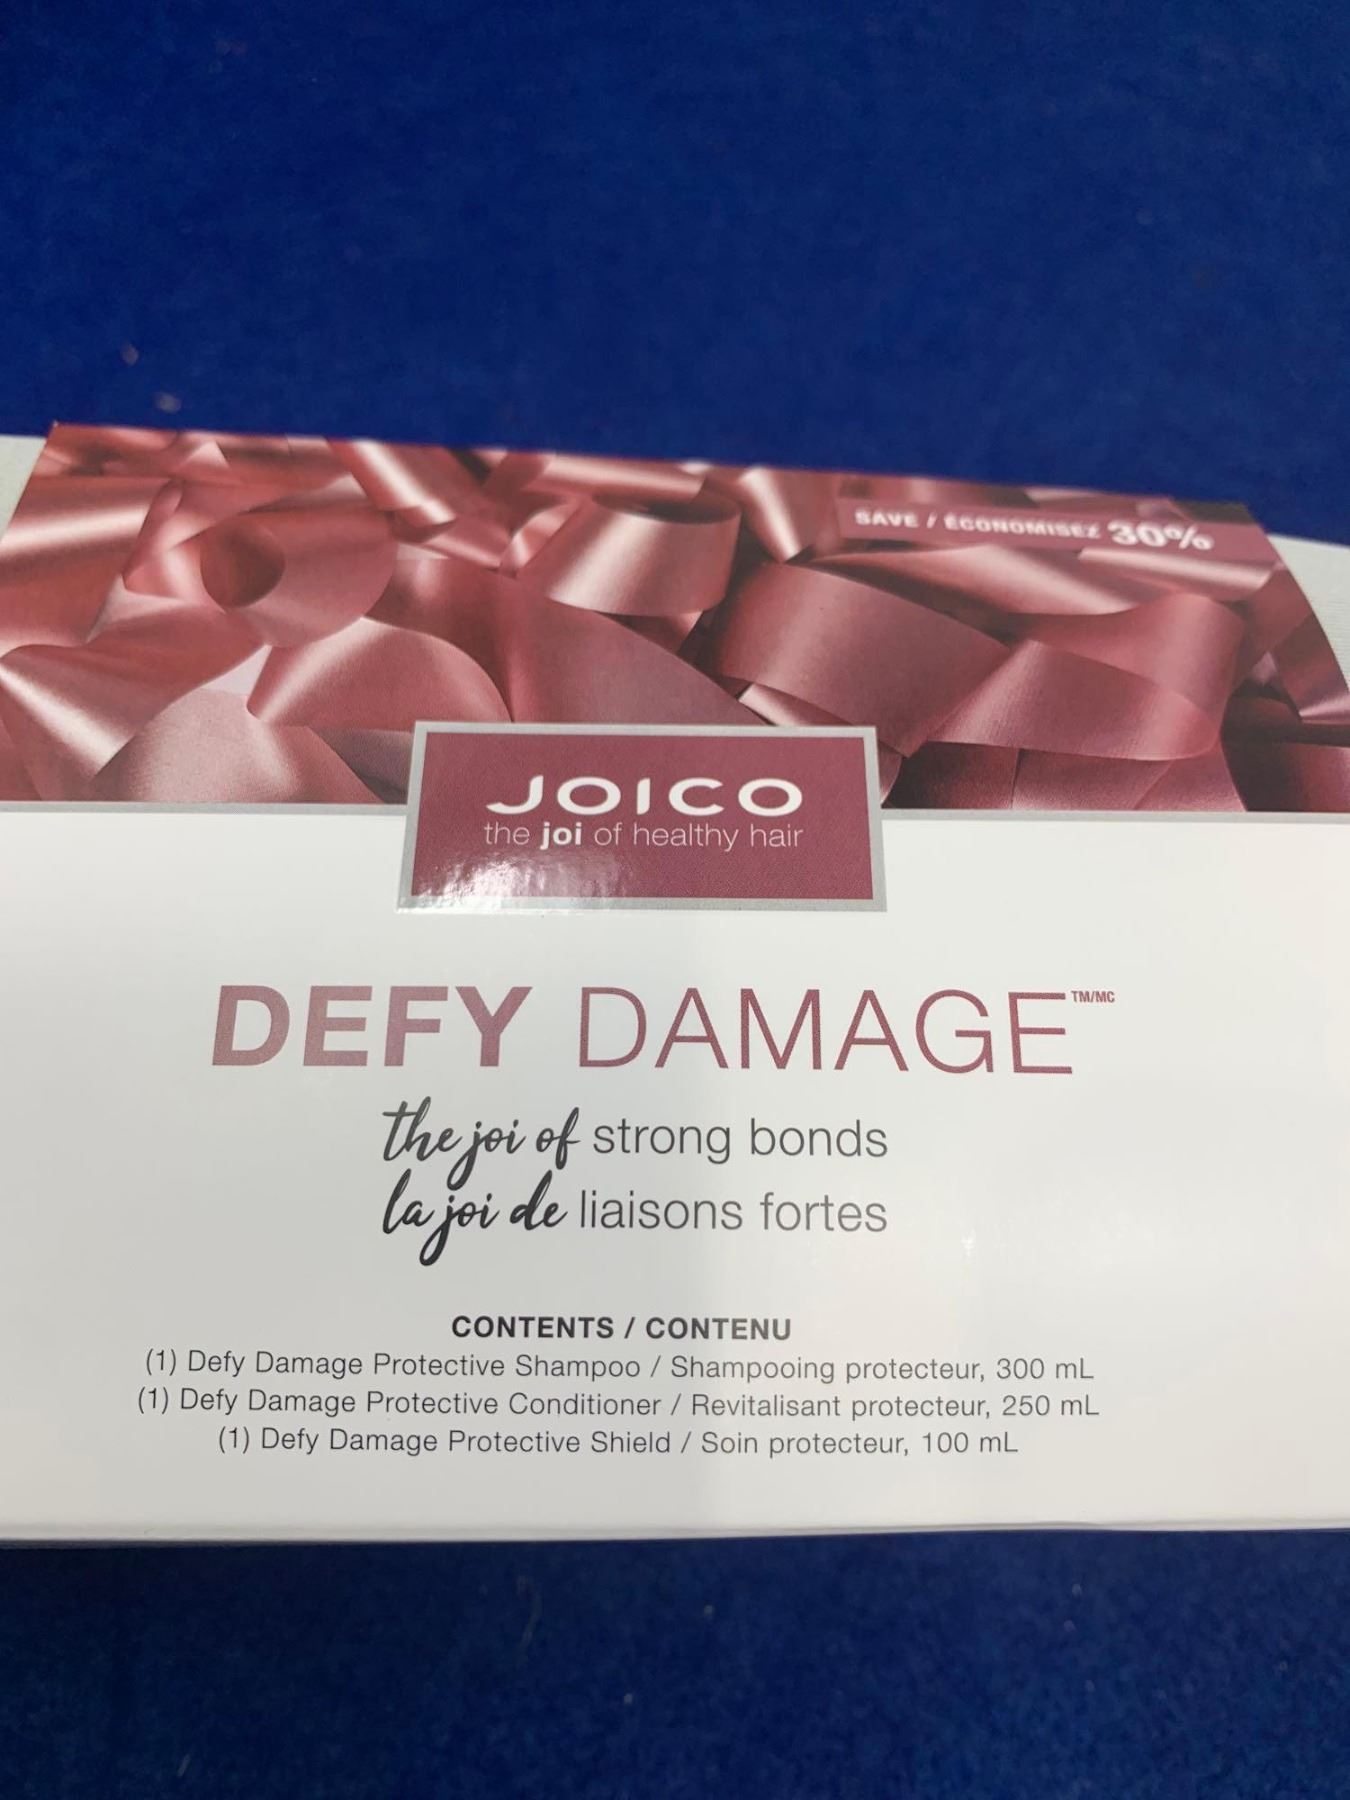 SAVE / ÉCONOMISEZ 30%
JOICO
the joi of healthy hair
DEFY DAMAGE™/MC
the joi of strong bonds
la joi de liaisons fortes
CONTENTS / CONTENU
(1) Defy Damage Protective Shampoo / Shampooing protecteur, 300 mL
(1) Defy Damage Protective Conditioner / Revitalisant protecteur, 250 mL
(1) Defy Damage Protective Shield / Soin protecteur, 100 mL